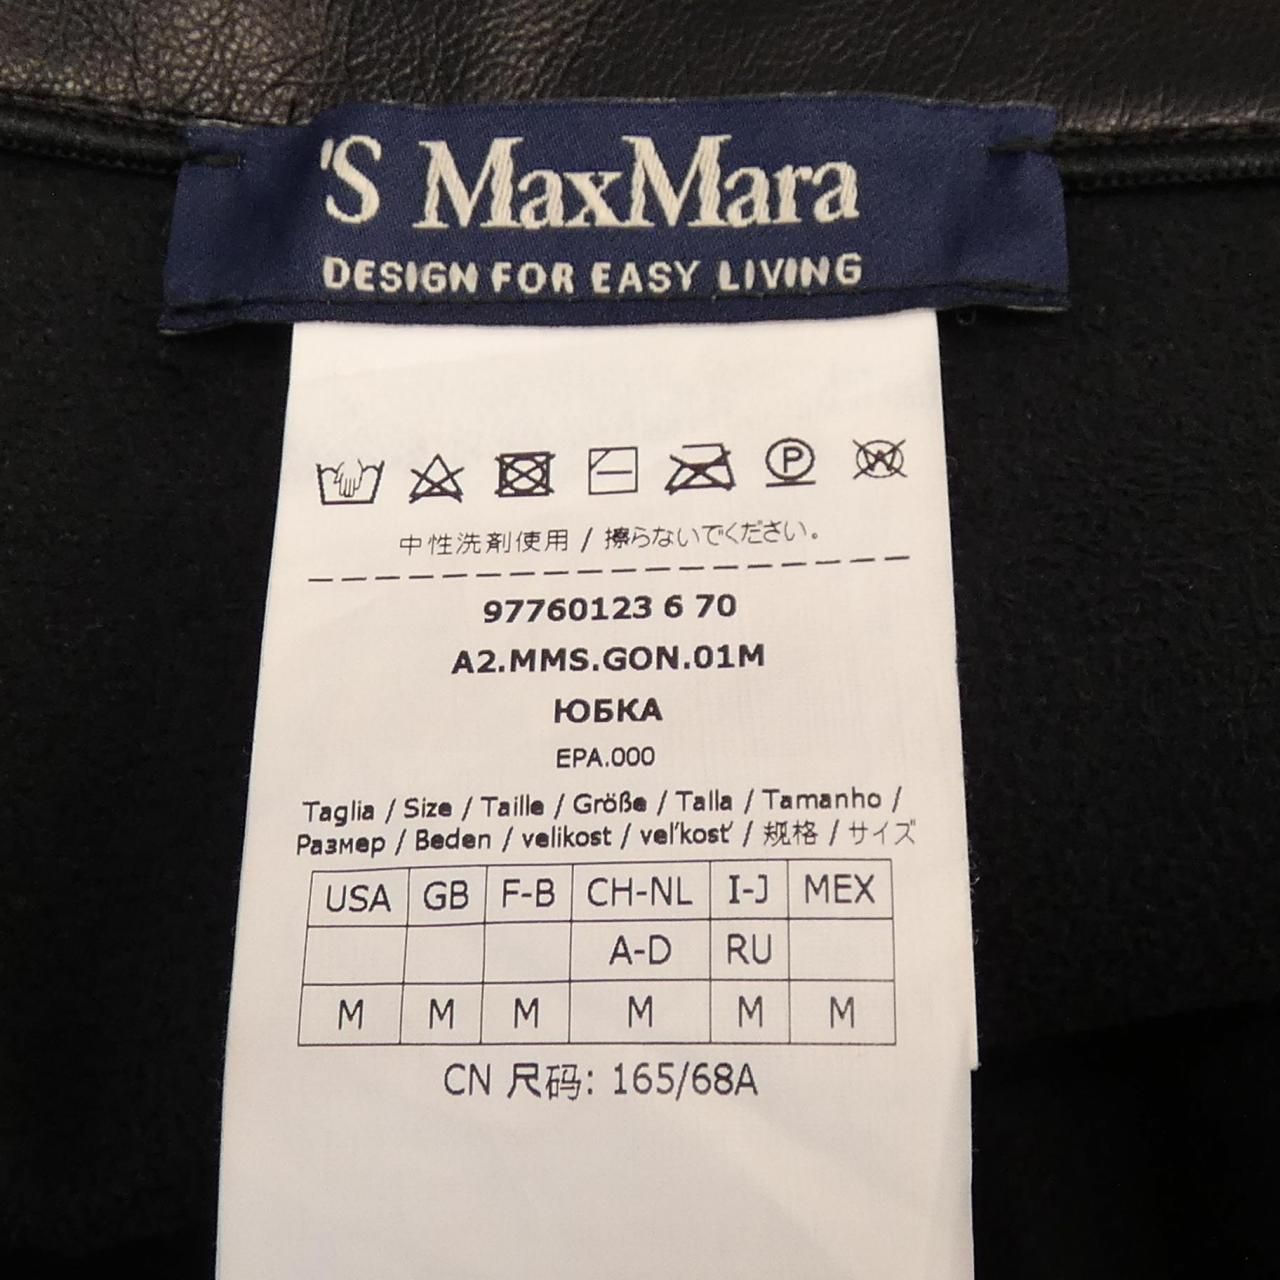 'S MaxMara
DESIGN FOR EASY LIVING
中性洗剤使用 / 擦らないでください。
97760123 6 70
A2.MMS.GON.01M
ЮБКА
EPA.000
Taglia / Size / Taille / Größe / Talla / Tamanho /
Размер / Beden / velikost / veľkosť / 规格 / サイズ
USA GB F-B CH-NL I-J MEX
A-D RU
M M M M M M
CN 尺码: 165/68A